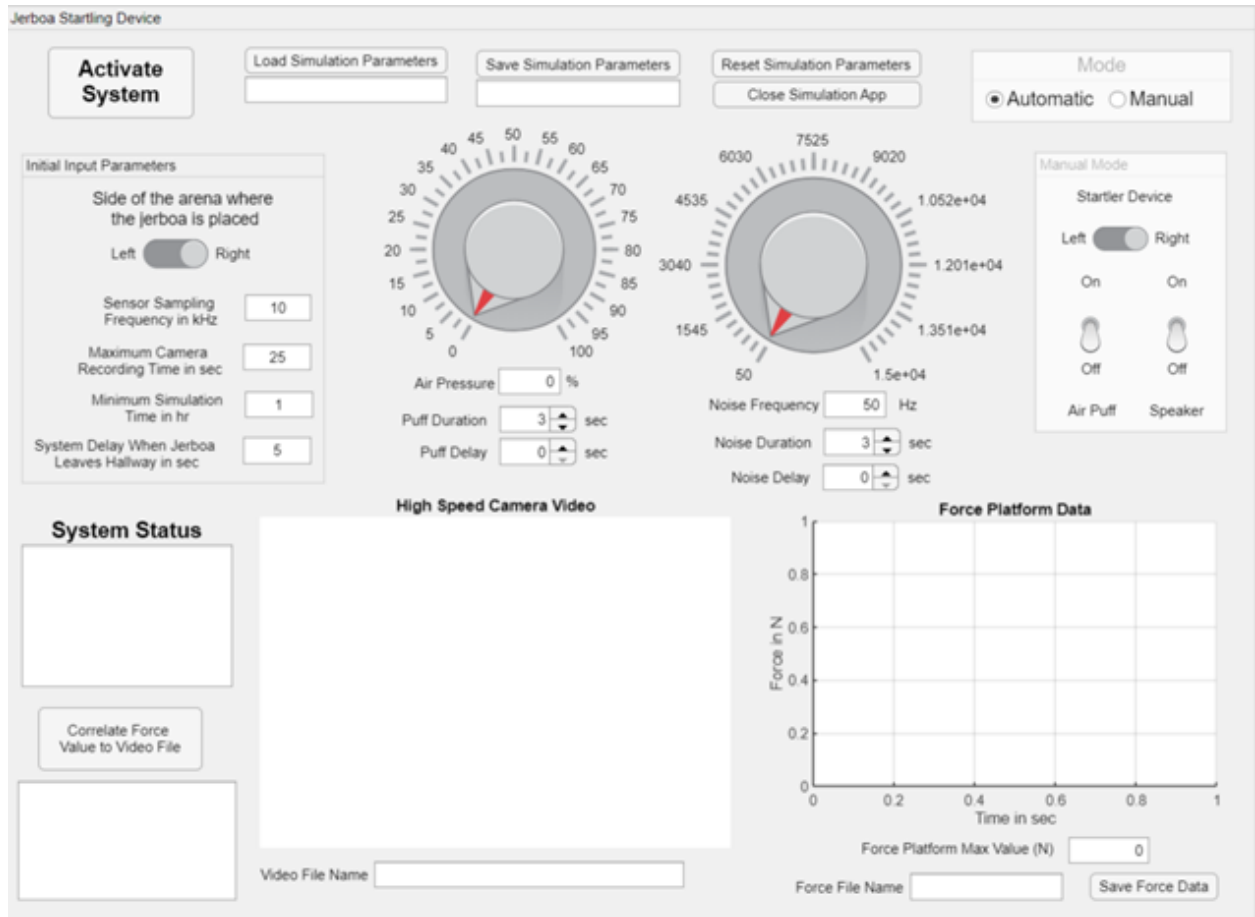 Jerboa Startling Device
Activate
System
Load Simulation Parameters
Save Simulation Parameters
Reset Simulation Parameters
Close Simulation App
Mode
Automatic
Manual
Initial Input Parameters
Side of the arena where
the jerboa is placed
Left
Right
Sensor Sampling
Frequency in kHz
10
Maximum Camera
Recording Time in sec
25
Minimum Simulation
Time in hr
1
System Delay When Jerboa
Leaves Hallway in sec
5
0
5
10
15
20
25
30
35
40
45
50
55
60
65
70
75
80
85
90
95
100
Air Pressure
0
%
Puff Duration
3
sec
Puff Delay
0
sec
50
1545
3040
4535
6030
7525
9020
1.052e+04
1.201e+04
1.351e+04
1.5e+04
Noise Frequency
50
Hz
Noise Duration
3
sec
Noise Delay
0
sec
Manual Mode
Startler Device
Left
Right
On
On
Off
Off
Air Puff
Speaker
System Status
Correlate Force
Value to Video File
High Speed Camera Video
Video File Name
Force Platform Data
Force in N
1
0.8
0.6
0.4
0.2
0
0
0.2
0.4
0.6
0.8
1
Time in sec
Force Platform Max Value (N)
0
Force File Name
Save Force Data